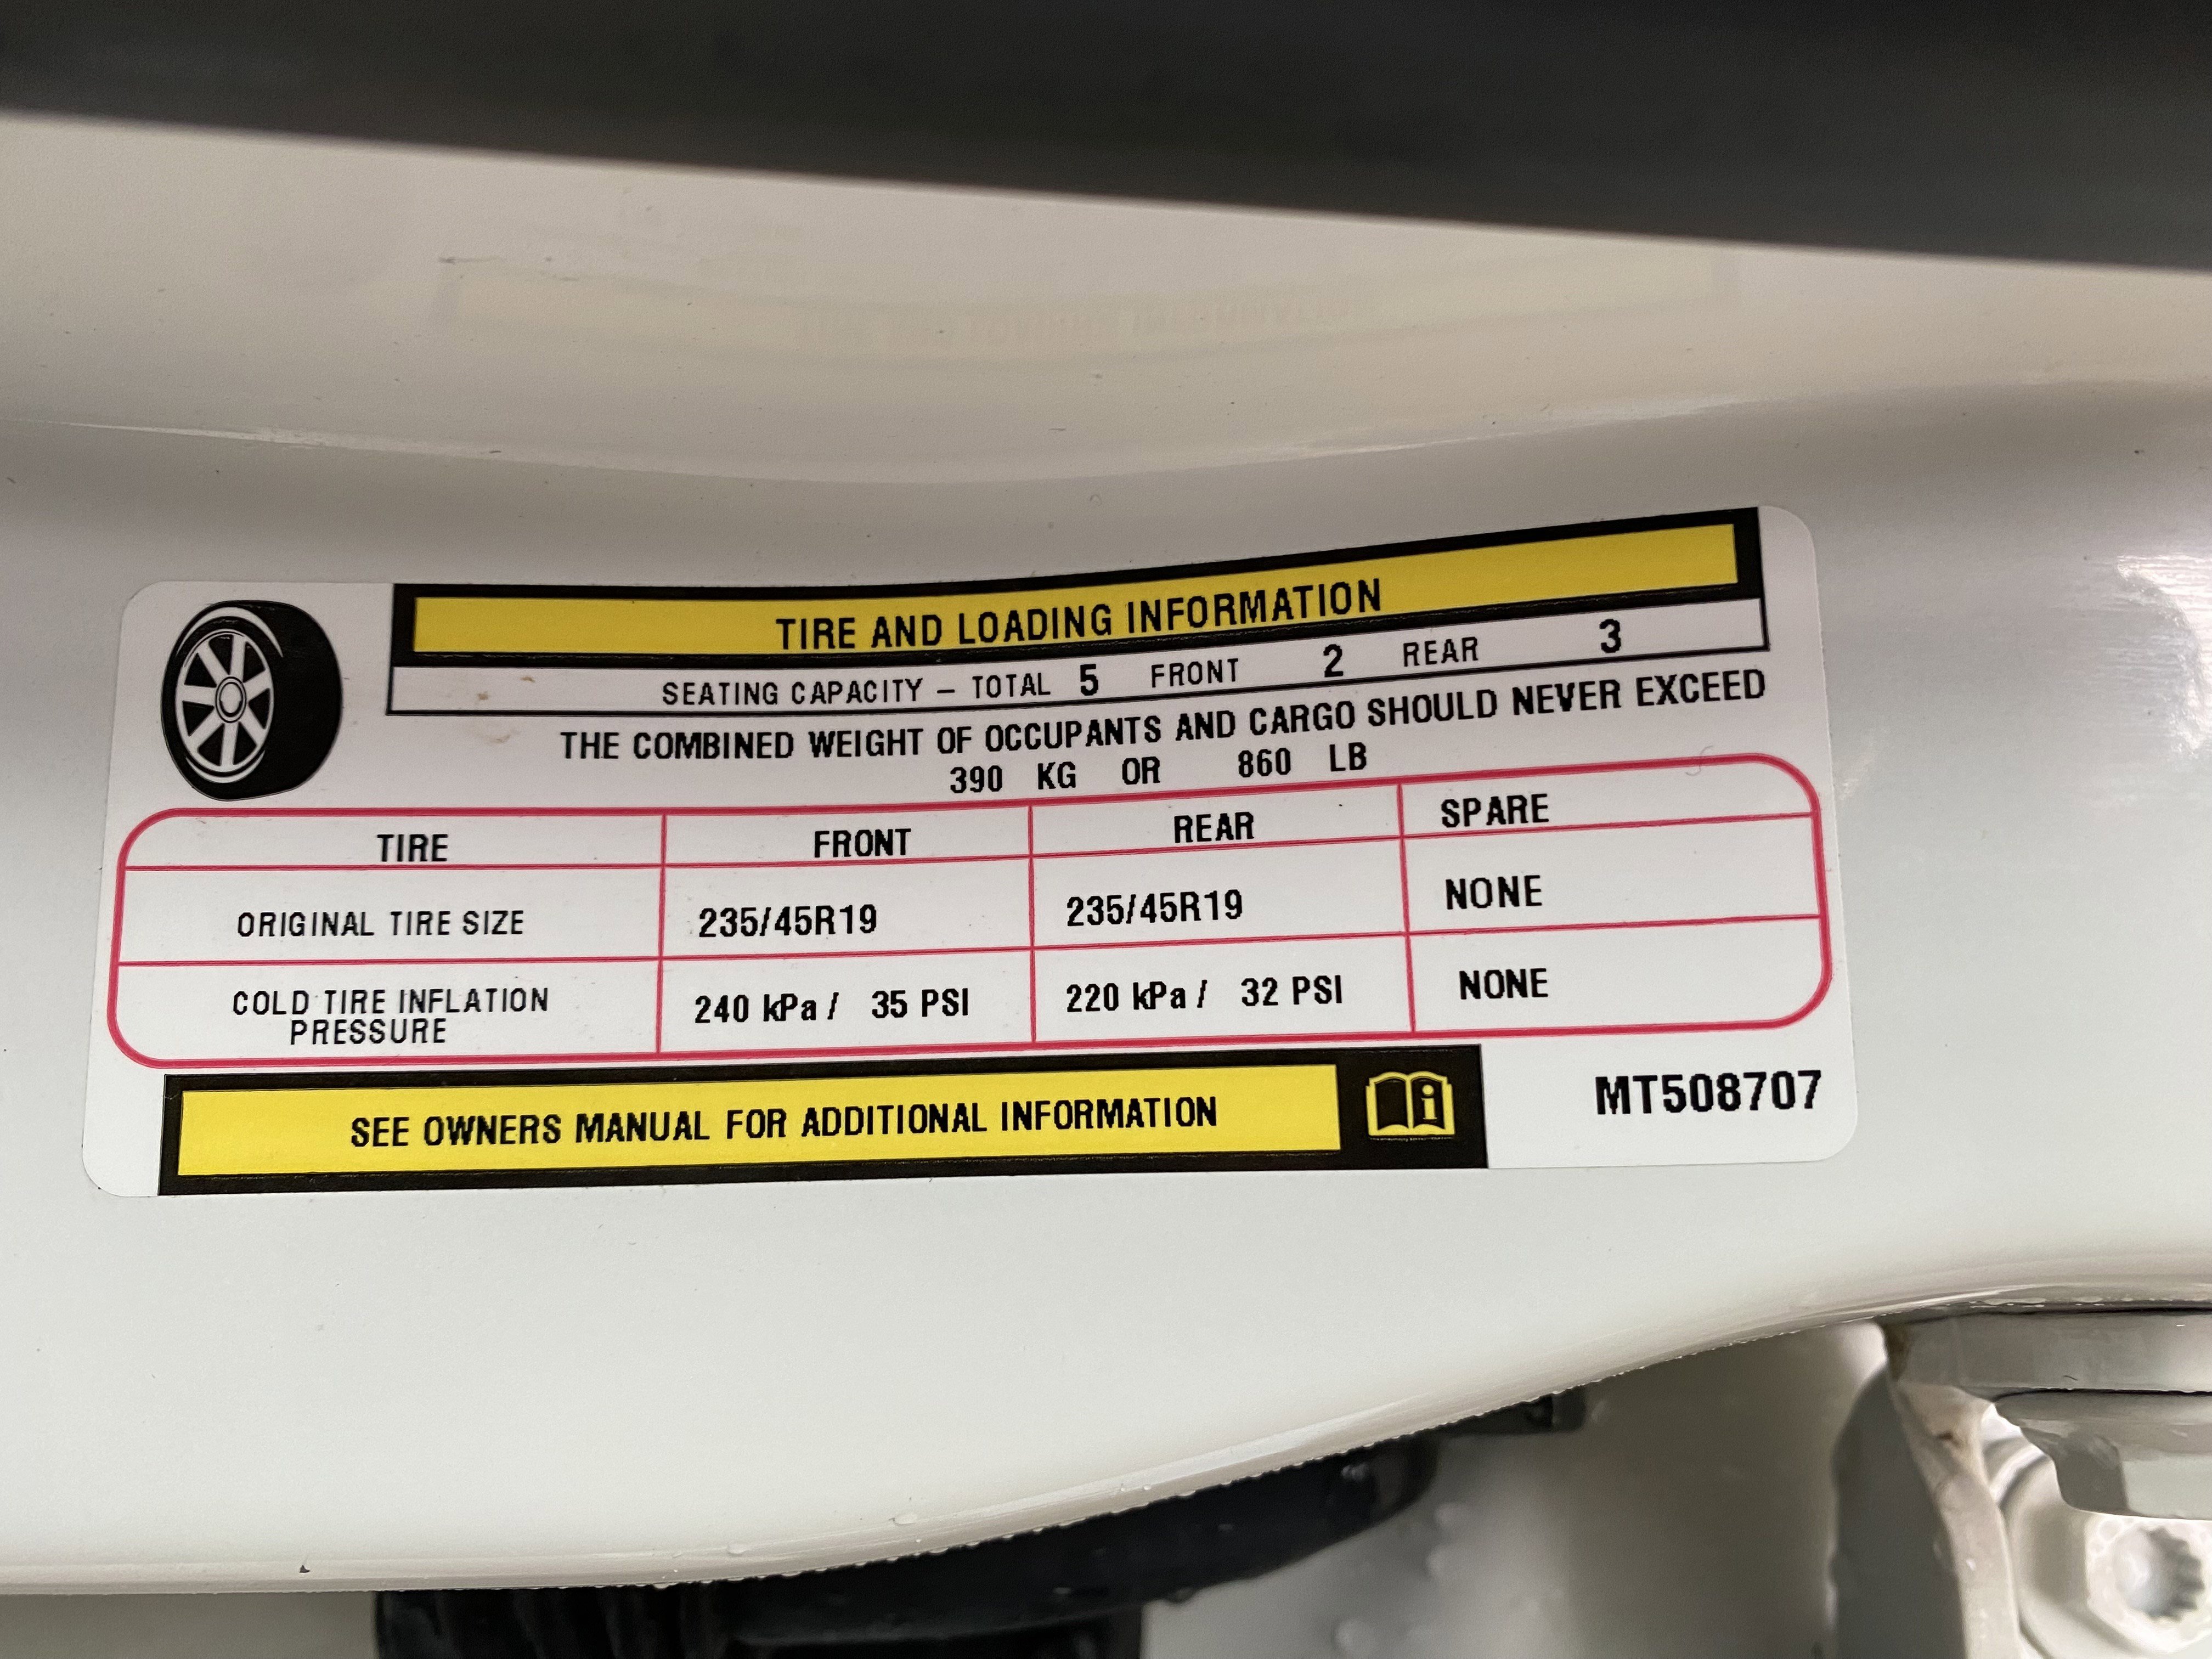 TIRE AND LOADING INFORMATION
SEATING CAPACITY – TOTAL 5 FRONT 2 REAR 3
THE COMBINED WEIGHT OF OCCUPANTS AND CARGO SHOULD NEVER EXCEED
390 KG OR 860 LB
TIRE FRONT REAR SPARE
ORIGINAL TIRE SIZE 235/45R19 235/45R19 NONE
COLD TIRE INFLATION
PRESSURE 240 kPa / 35 PSI 220 kPa / 32 PSI NONE
SEE OWNERS MANUAL FOR ADDITIONAL INFORMATION
MT508707